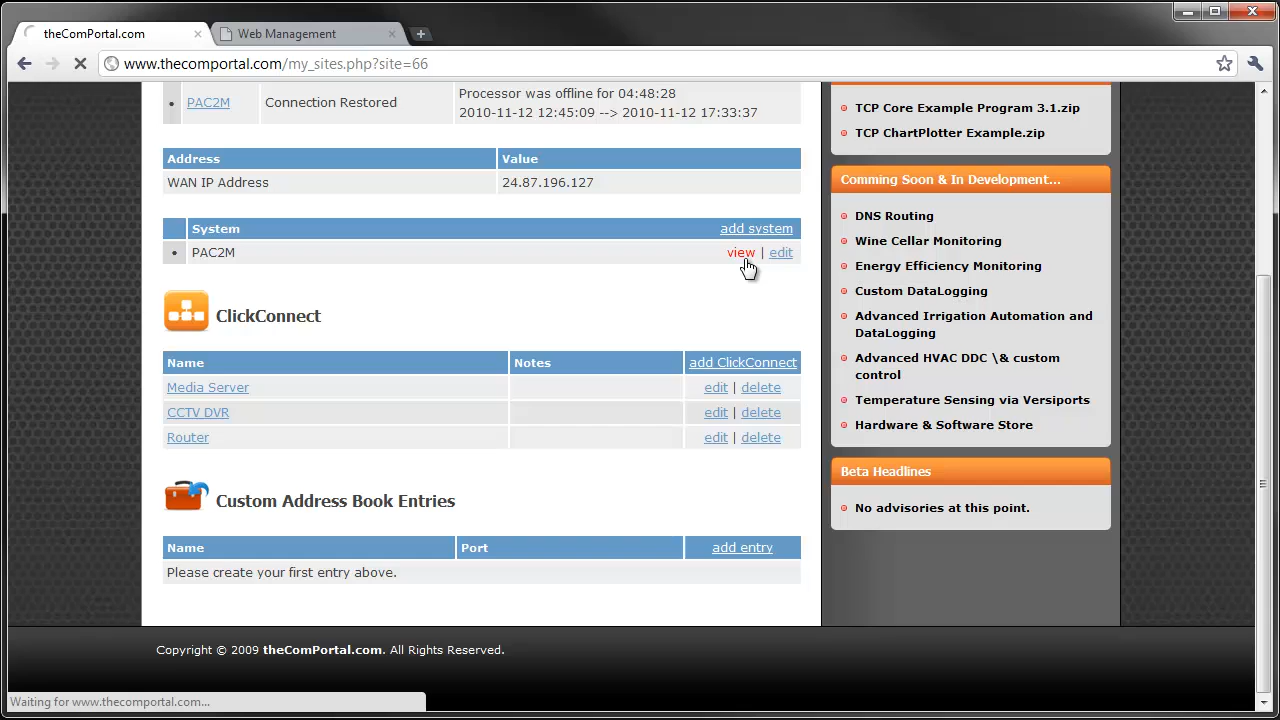 theComPortal.com
Web Management
www.thecomportal.com/my_sites.php?site=66
PAC2M
Connection Restored
Processor was offline for 04:48:28
2010-11-12 12:45:09 --> 2010-11-12 17:33:37
Address Value
WAN IP Address 24.87.196.127
System add system
PAC2M view | edit
ClickConnect
Name Notes add ClickConnect
Media Server edit | delete
CCTV DVR edit | delete
Router edit | delete
Custom Address Book Entries
Name Port add entry
Please create your first entry above.
TCP Core Example Program 3.1.zip
TCP ChartPlotter Example.zip
Comming Soon & In Development...
DNS Routing
Wine Cellar Monitoring
Energy Efficiency Monitoring
Custom DataLogging
Advanced Irrigation Automation and
DataLogging
Advanced HVAC DDC \& custom
control
Temperature Sensing via Versiports
Hardware & Software Store
Beta Headlines
No advisories at this point.
Copyright © 2009 theComPortal.com. All Rights Reserved.
Waiting for www.thecomportal.com...